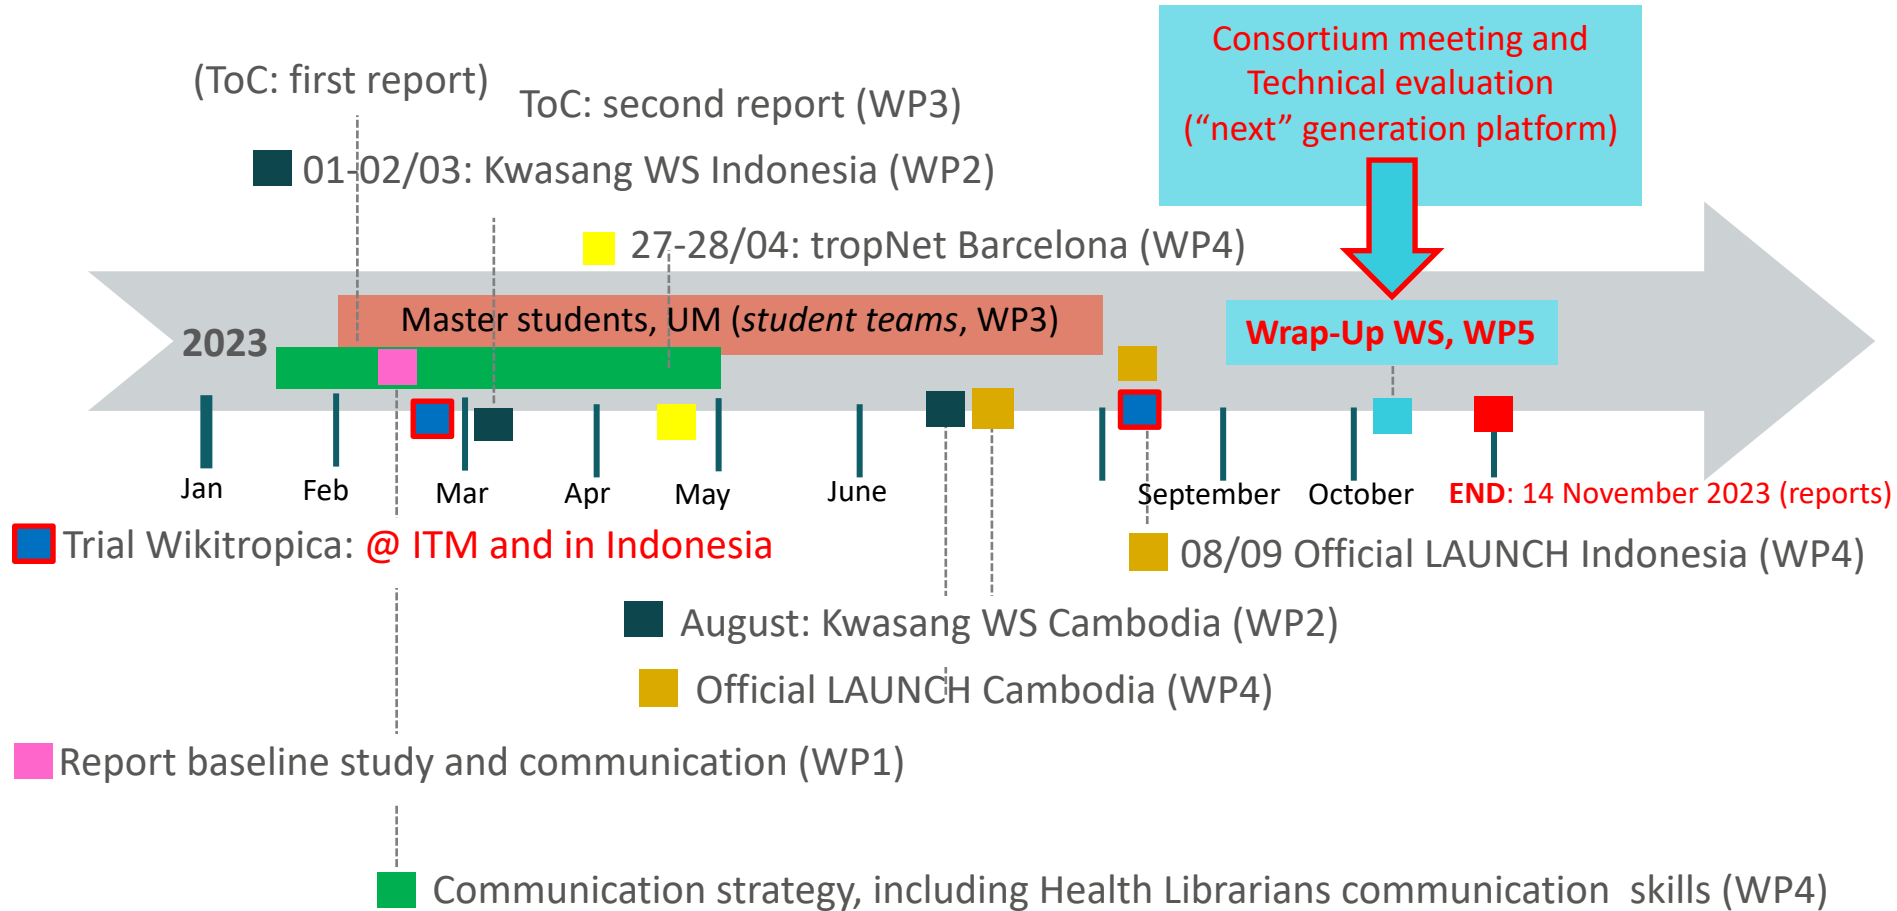 Consortium meeting and
Technical evaluation
(“next” generation platform)
(ToC: first report)
ToC: second report (WP3)
01-02/03: Kwasang WS Indonesia (WP2)
27-28/04: tropNet Barcelona (WP4)
Master students, UM (student teams, WP3)
2023
Wrap-Up WS, WP5
Jan
Feb
Mar
Apr
May
June
September
October
END: 14 November 2023 (reports)
Trial Wikitropica: @ ITM and in Indonesia
08/09 Official LAUNCH Indonesia (WP4)
August: Kwasang WS Cambodia (WP2)
Official LAUNCH Cambodia (WP4)
Report baseline study and communication (WP1)
Communication strategy, including Health Librarians communication  skills (WP4)